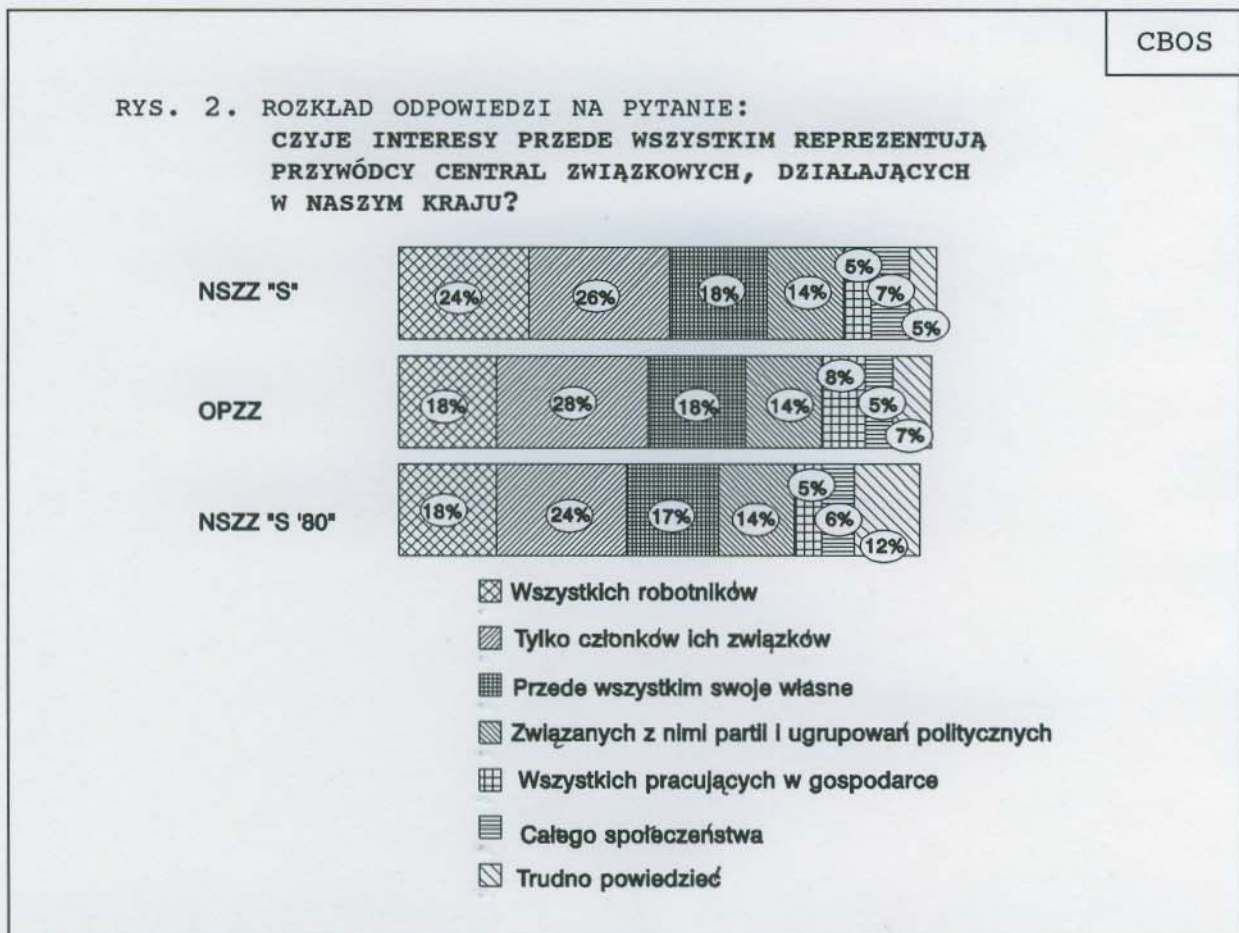 CBOS
RYS. 2. ROZKŁAD ODPOWIEDZI NA PYTANIE:
CZYJE INTERESY PRZEDE WSZYSTKIM REPREZENTUJĄ
PRZYWÓDCY CENTRAL ZWIĄZKOWYCH, DZIAŁAJĄCYCH
W NASZYM KRAJU?
NSZZ "S" 24% 26% 18% 14% 5% 7% 5%
OPZZ 18% 28% 18% 14% 8% 5% 7%
NSZZ "S '80" 18% 24% 17% 14% 5% 6% 12%
Wszystkich robotników
Tylko członków ich związków
Przede wszystkim swoje własne
Związanych z nimi partii i ugrupowań politycznych
Wszystkich pracujących w gospodarce
Całego społeczeństwa
Trudno powiedzieć